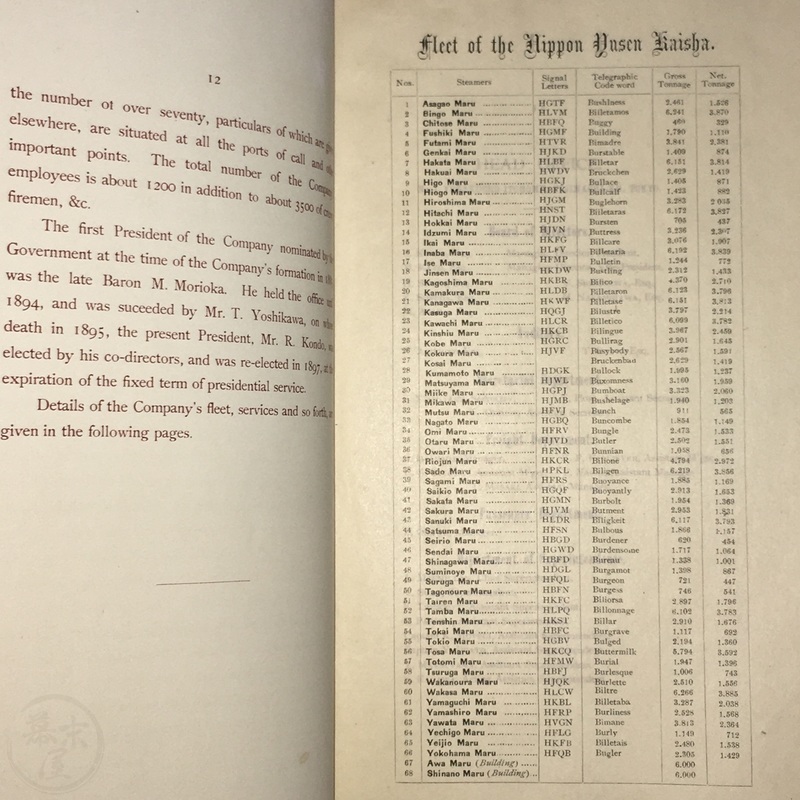 12
the number of over seventy, particulars of which are
elsewhere, are situated at all the ports of call and
important points. The total number of the
employees is about 1200 in addition to about 3500 of
firemen, &c.
The first President of the Company nominated
Government at the time of the Company's formation in
was the late Baron M. Morioka. He held the office
1894, and was suceeded by Mr. T. Yoshikawa, on
death in 1895, the present President, Mr. R. Kondo,
elected by his co-directors, and was re-elected in 1897,
expiration of the fixed term of presidential service.
Details of the Company's fleet, services and so forth,
given in the following pages.
Fleet of the Nippon Yusen Kaisha.
Nos. Steamers Signal Letters Telegraphic Code word Gross Tonnage Net. Tonnage
1 Asagao Maru HGTF Bushiness 2.461 1.526
2 Bingo Maru HLVM Billetamos 6.241 3.870
3 Chitose Maru HBFQ Buggy 329
4 Fushiki Maru HGMF Building 1.790 1.110
5 Futami Maru HTVR Bimadre 3.841 2.381
6 Genkai Maru HJKD Burstable 1.409 874
7 Hakata Maru HLBF Billetar 6.151 3.814
8 Hakuai Maru HWDV Bruckchen 2.629 1.419
9 Higo Maru HGKJ Bullace 1.405 871
10 Hiogo Maru HBFK Bullcalf 1.423 882
11 Hiroshima Maru HJGM Buglehorn 3.283
12 Hitachi Maru HNST Billetaras 6.172 3.827
13 Hokkai Maru HJDN Bursten 705 437
14 Idzumi Maru HJVN Buttress 3.236
15 Ikai Maru HKFG Billcare 3.076 1.907
16 Inaba Maru Billetaria 6.192 3.839
17 Ise Maru HFMP Bulletin 1.244 772
18 Jinsen Maru HKDW Bustling 2.312 1.433
19 Kagoshima Maru HKBR Bilico 4.370 2.710
20 Kamakura Maru HLDB Billetaron 6.123 3.796
21 Kanagawa Maru HKWF Billetase 6.151 3.813
22 Kasuga Maru HQGJ Bilustre 3.797 2.214
23 Kawachi Maru HLCR Billetico 6.099 3.782
24 Kinshiu Maru HKCB Bilingue 3.967 2.459
25 Kobe Maru HGRC Bullirag 2.901 1.645
26 Kokura Maru HJVF Busybody 2.567 1.591
27 Kosai Maru Bruckenbau 2.629 1.419
28 Kumamoto Maru HDGK Bullock 1.995 1.237
29 Matsuyama Maru HJWL Buxomness 3.160 1.959
30 Miike Maru HGPJ Bumboat 3.323 2.060
31 Mikawa Maru HJMB Bushelage 1.940 1.203
32 Mutsu Maru HFVJ Bunch 911 565
33 Nagato Maru HGBQ Buncombe 1.854 1.149
34 Omi Maru HFRV Bungle 2.473 1.533
35 Otaru Maru HJVD Butler 2.502 1.551
36 Owari Maru HFNR Bunnian 1.058 656
37 Riojun Maru HKCR Bilione 4.794 2.972
38 Sado Maru HPKL Biligen 6.219 3.856
39 Sagami Maru HFRS Buoyance 1.885 1.169
40 Saikio Maru HGQF Buoyantly 2.913 1.653
41 Sakata Maru HGMN Burbolt 1.954 1.369
42 Sakura Maru HJVM Butment 2.953 1.831
43 Sanuki Maru HLDR Biligkeit 6.117 3.793
44 Satsuma Maru HFSN Bulbous 1.866 1.157
45 Seirio Maru HBGD Burdener 620 454
46 Sendai Maru HGWD Burdensome 1.717 1.064
47 Shinagawa Maru HBFD Bureau 1.338 1.001
48 Suminoye Maru HDGL Burgamot 1.398 867
49 Suruga Maru HFQL Burgeon 721 447
50 Tagonoura Maru HBFN Burgess 746 541
51 Tairen Maru HKFC Biliorsa 2.897 1.796
52 Tamba Maru HLPQ Billonnage 6.102 3.783
53 Tenshin Maru HKST Billar 2.910 1.676
54 Tokai Maru HBFC Burgrave 1.117 692
55 Tokio Maru HGBV Bulged 2.194 1.360
56 Tosa Maru HKCQ Buttermilk 5.794 3.592
57 Totomi Maru HFMW Burial 1.947 1.396
58 Tsuruga Maru HBFJ Burlesque 1.006 743
59 Wakanoura Maru HJQK Burlette 2.510 1.556
60 Wakasa Maru HLCW Biltre 6.266 3.885
61 Yamaguchi Maru HKBL Billetaba 3.287 2.038
62 Yamashiro Maru HFRP Burliness 2.528 1.568
63 Yawata Maru HVGN Bimane 3.813 2.364
64 Yechigo Maru HFLG Burly 1.149 712
65 Yeijio Maru HKFB Billetais 2.480 1.538
66 Yokohama Maru HFQB Bugler 2.305 1.429
67 Awa Maru (Building) 6.000
68 Shinano Maru (Building) 6.000